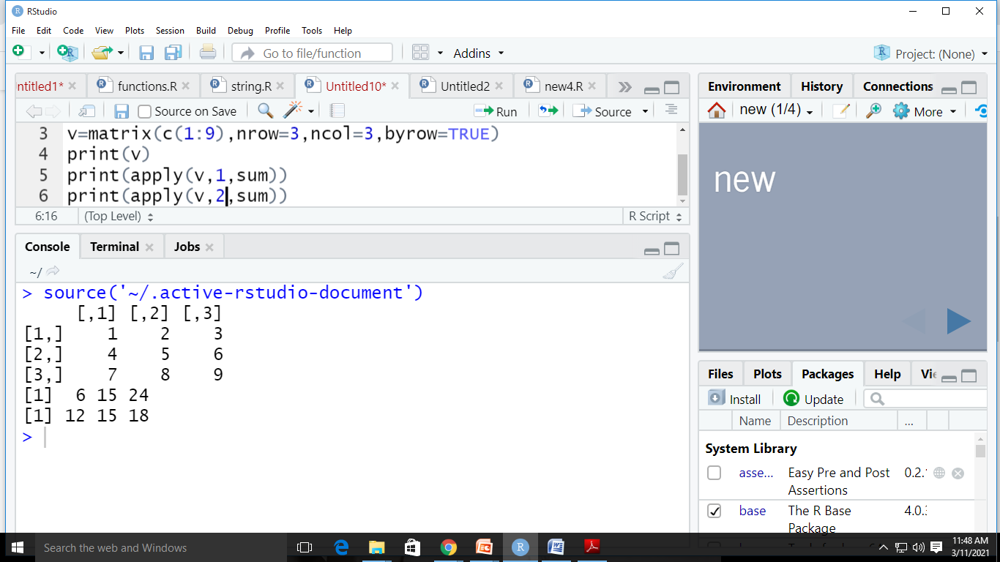 RStudio
File Edit Code View Plots Session Build Debug Profile Tools Help
Go to file/function Addins Project: (None)
ntitled1* functions.R string.R Untitled10* Untitled2 new4.R
Source on Save Run Source
3 v=matrix(c(1:9),nrow=3,ncol=3,byrow=TRUE)
4 print(v)
5 print(apply(v,1,sum))
6 print(apply(v,2,sum))
6:16 (Top Level) R Script
Console Terminal Jobs
~/
> source('~/.active-rstudio-document')
     [,1] [,2] [,3]
[1,]    1    2    3
[2,]    4    5    6
[3,]    7    8    9
[1]  6 15 24
[1] 12 15 18
>
Environment History Connections
new (1/4) More
new
Files Plots Packages Help Vie
Install Update
Name Description ...
System Library
asse... Easy Pre and Post 0.2.
Assertions
base The R Base 4.0.
Package
Search the web and Windows
11:48 AM
3/11/2021